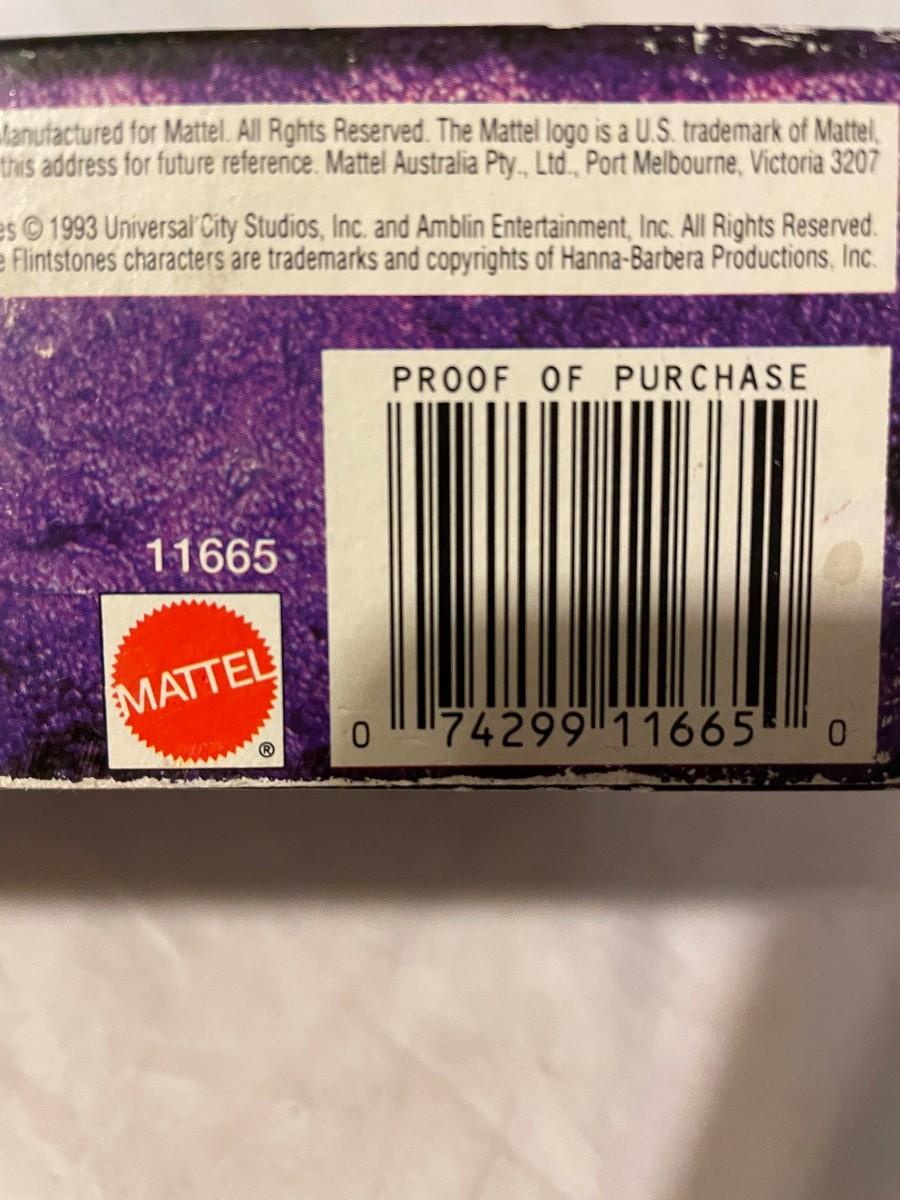 Manufactured for Mattel. All Rghts Reserved. The Mattel logo is a U.S. trademark of Mattel,
this address for future reference. Mattel Australia Pty., Ltd., Port Melbourne, Victoria 3207
es © 1993 Universal City Studios, Inc. and Amblin Entertainment, Inc. All Rights Reserved.
e Flintstones characters are trademarks and copyrights of Hanna-Barbera Productions, Inc.
PROOF OF PURCHASE
11665
MATTEL
®
0 74299 11665 0